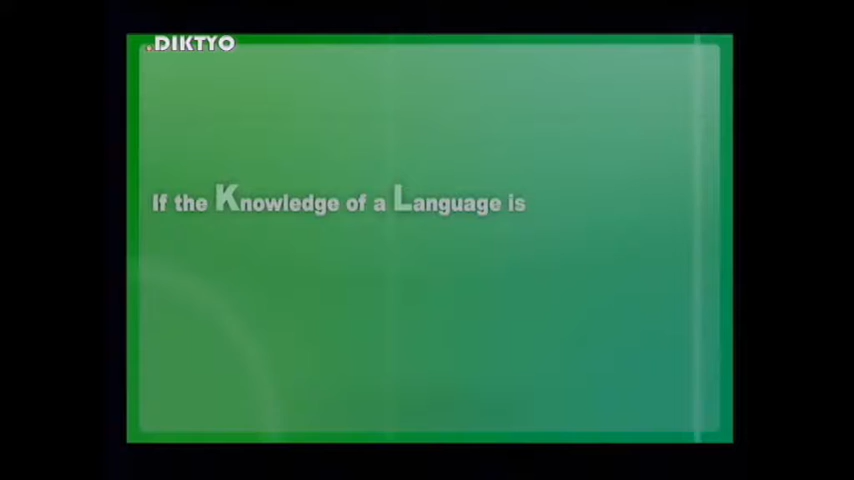 .DIKTYO
If the Knowledge of a Language is